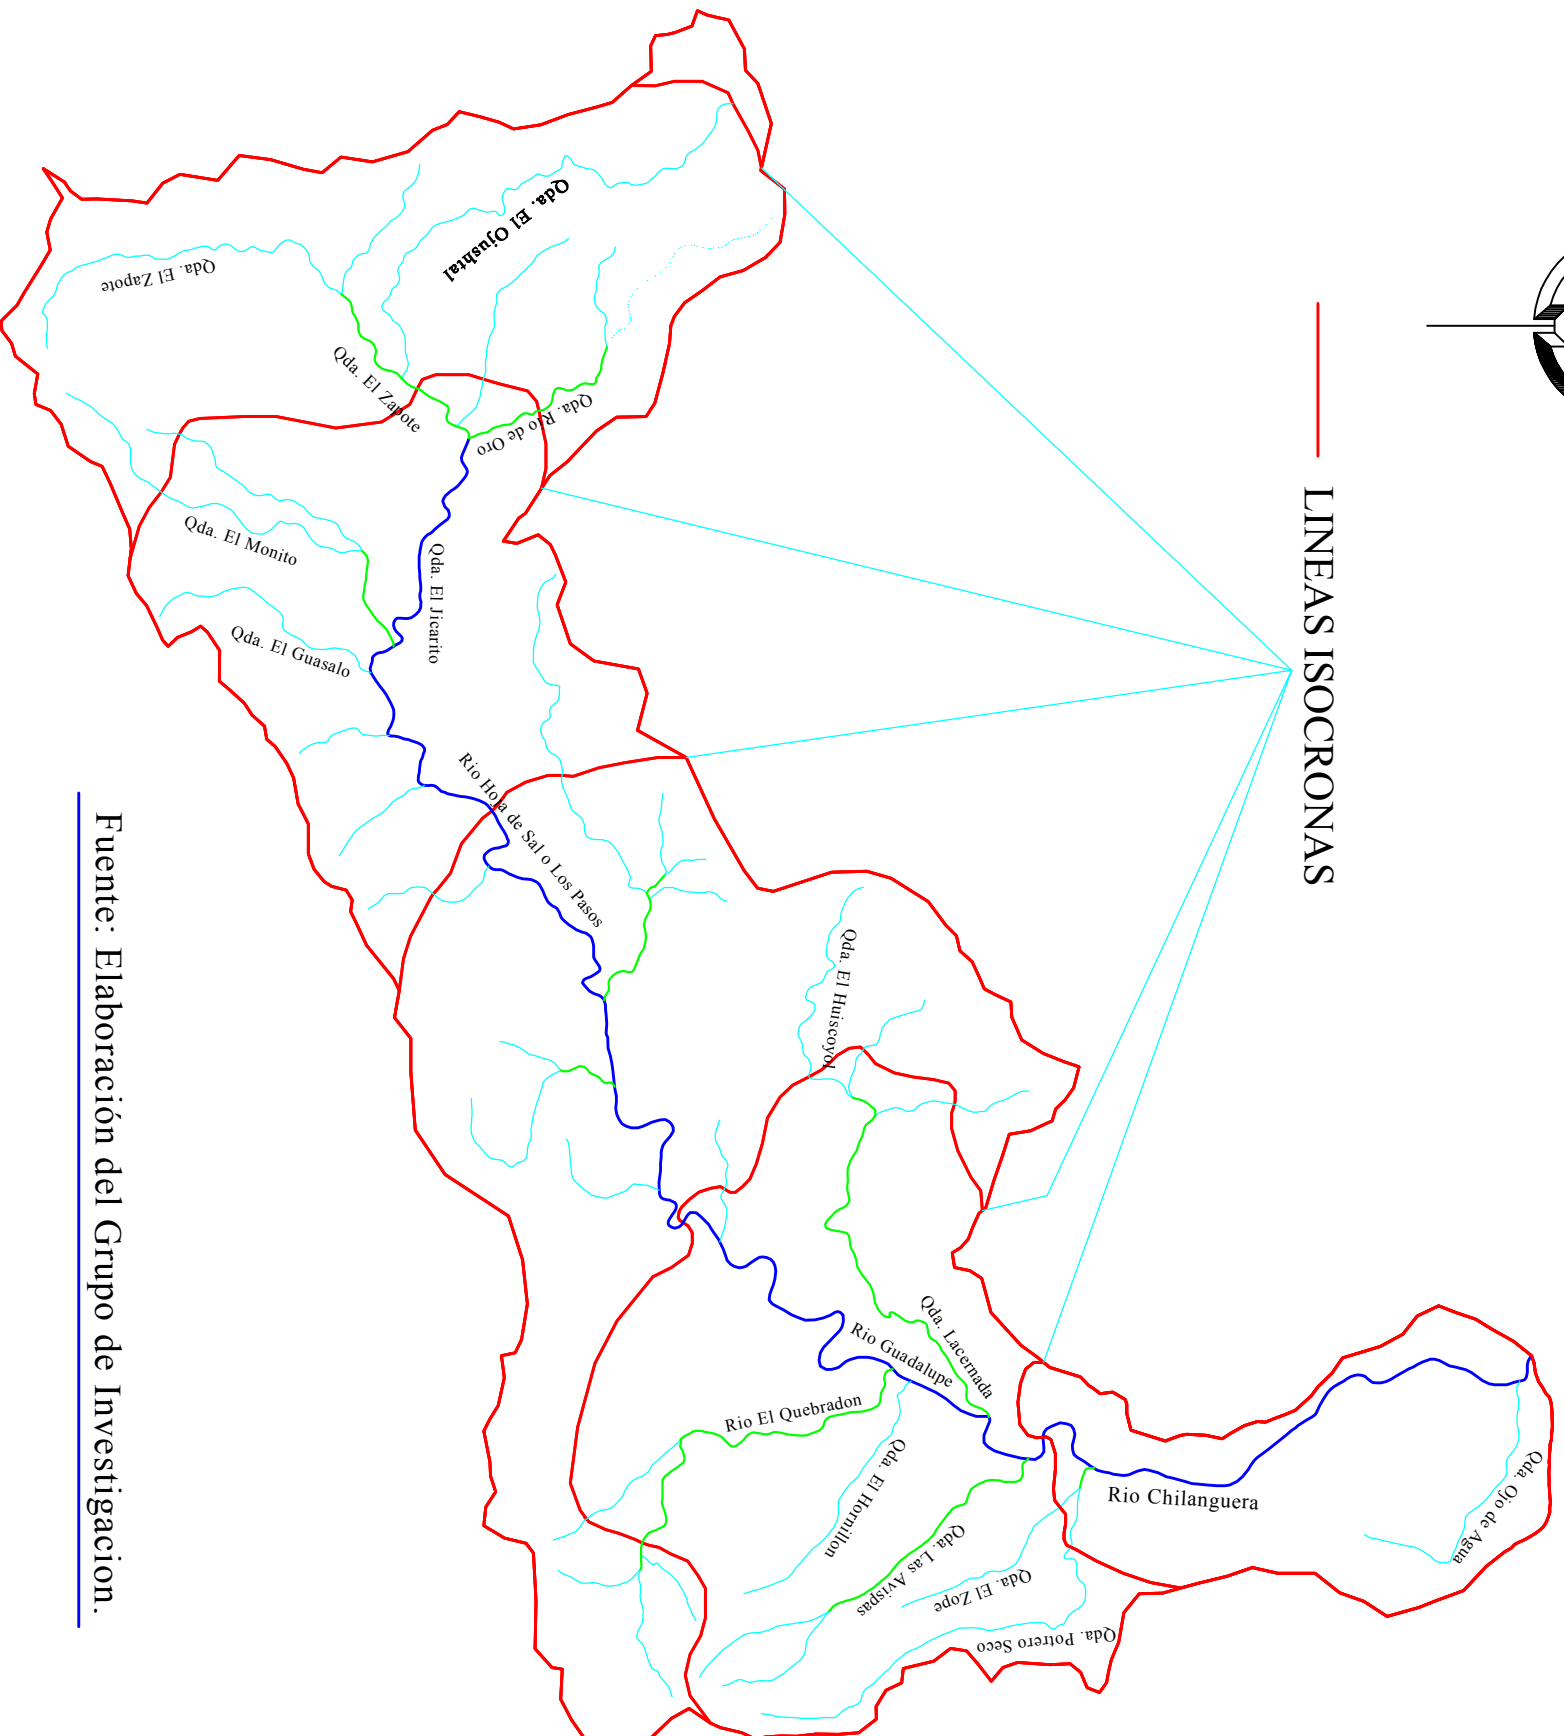 LINEAS ISOCRONAS
Qda. El Ojushtal
Qda. El Zapote
Qda. El Zapote
Qda. Rio de Oro
Qda. El Monito
Qda. El Jicarito
Qda. El Guasalo
Rio Hoja de Sal o Los Pasos
Qda. El Huiscoyol
Qda. Lacernada
Rio Guadalupe
Rio El Quebradon
Qda. El Hornillon
Qda. Las Avispas
Qda. El Zope
Qda. Potrero Seco
Rio Chilanguera
Qda. Ojo de Agua
Fuente: Elaboración del Grupo de Investigacion.